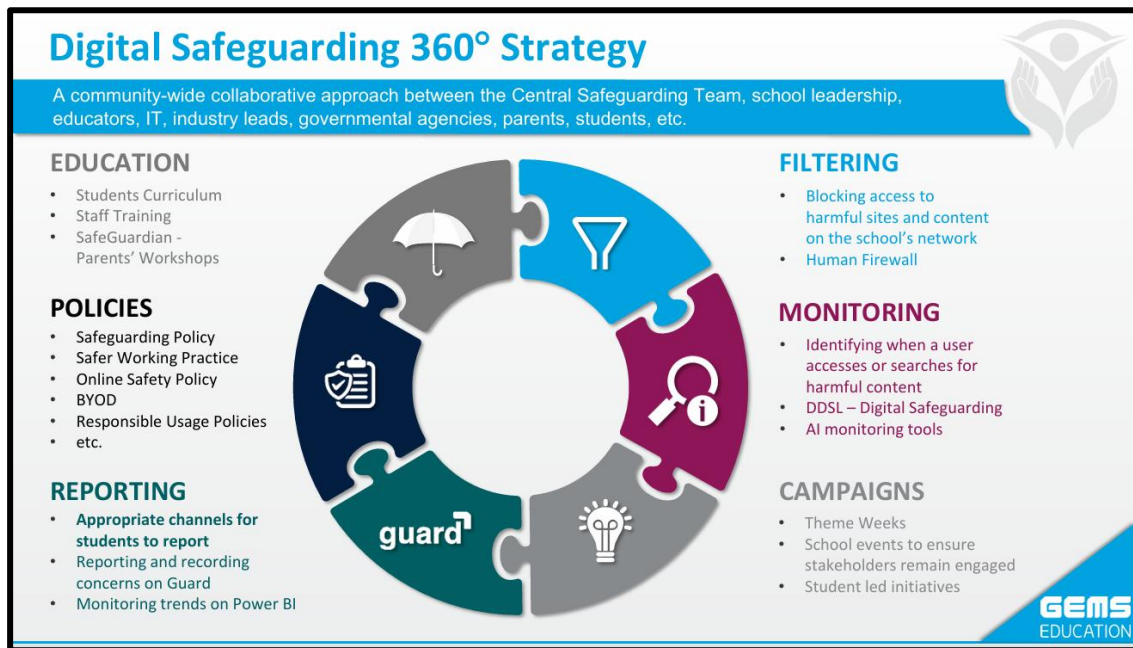 Digital Safeguarding 360° Strategy
A community-wide collaborative approach between the Central Safeguarding Team, school leadership,
educators, IT, industry leads, governmental agencies, parents, students, etc.
EDUCATION
• Students Curriculum
• Staff Training
• SafeGuardian -
Parents’ Workshops
POLICIES
• Safeguarding Policy
• Safer Working Practice
• Online Safety Policy
• BYOD
• Responsible Usage Policies
• etc.
REPORTING
• Appropriate channels for
students to report
• Reporting and recording
concerns on Guard
• Monitoring trends on Power BI
guard
i
FILTERING
• Blocking access to
harmful sites and content
on the school’s network
• Human Firewall
MONITORING
• Identifying when a user
accesses or searches for
harmful content
• DDSL – Digital Safeguarding
• AI monitoring tools
CAMPAIGNS
• Theme Weeks
• School events to ensure
stakeholders remain engaged
• Student led initiatives
GEMS
EDUCATION